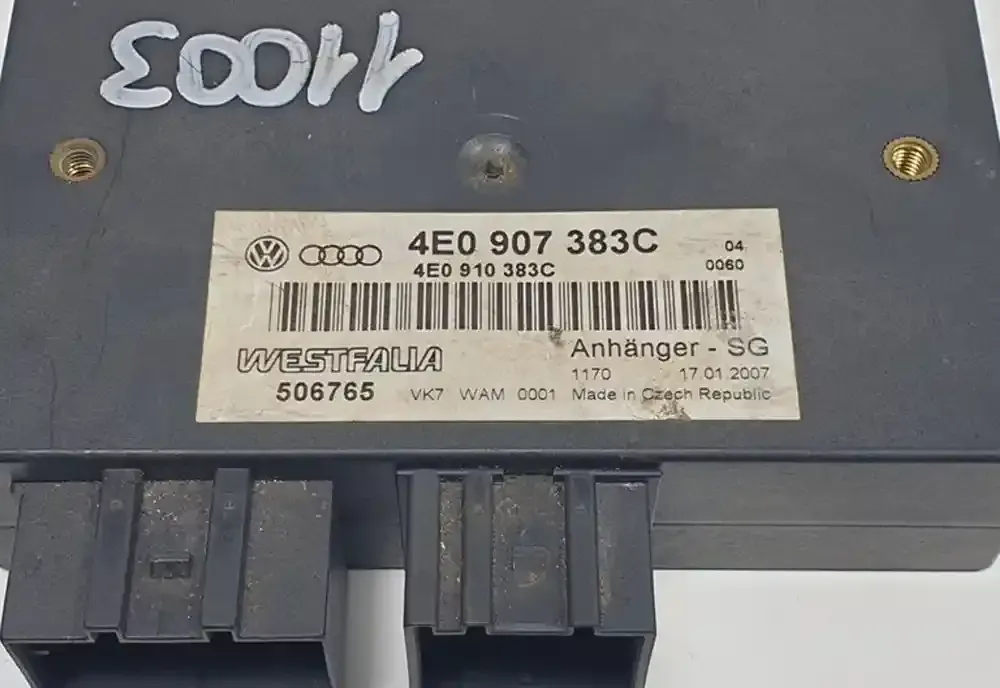 11003
4E0 907 383C 04
4E0 910 383C 0060
WESTFALIA Anhänger - SG
506765 1170 17.01.2007
VK7 WAM 0001 Made in Czech Republic